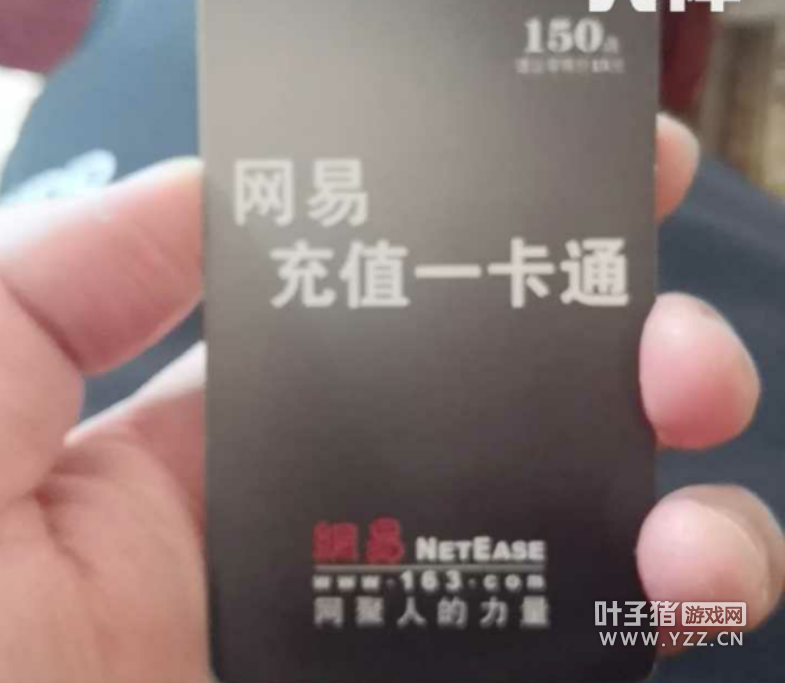 150点
网易
充值一卡通
網易 NETEASE
www.163.com
网聚人的力量
叶子猪游戏网
WWW.YZZ.CN